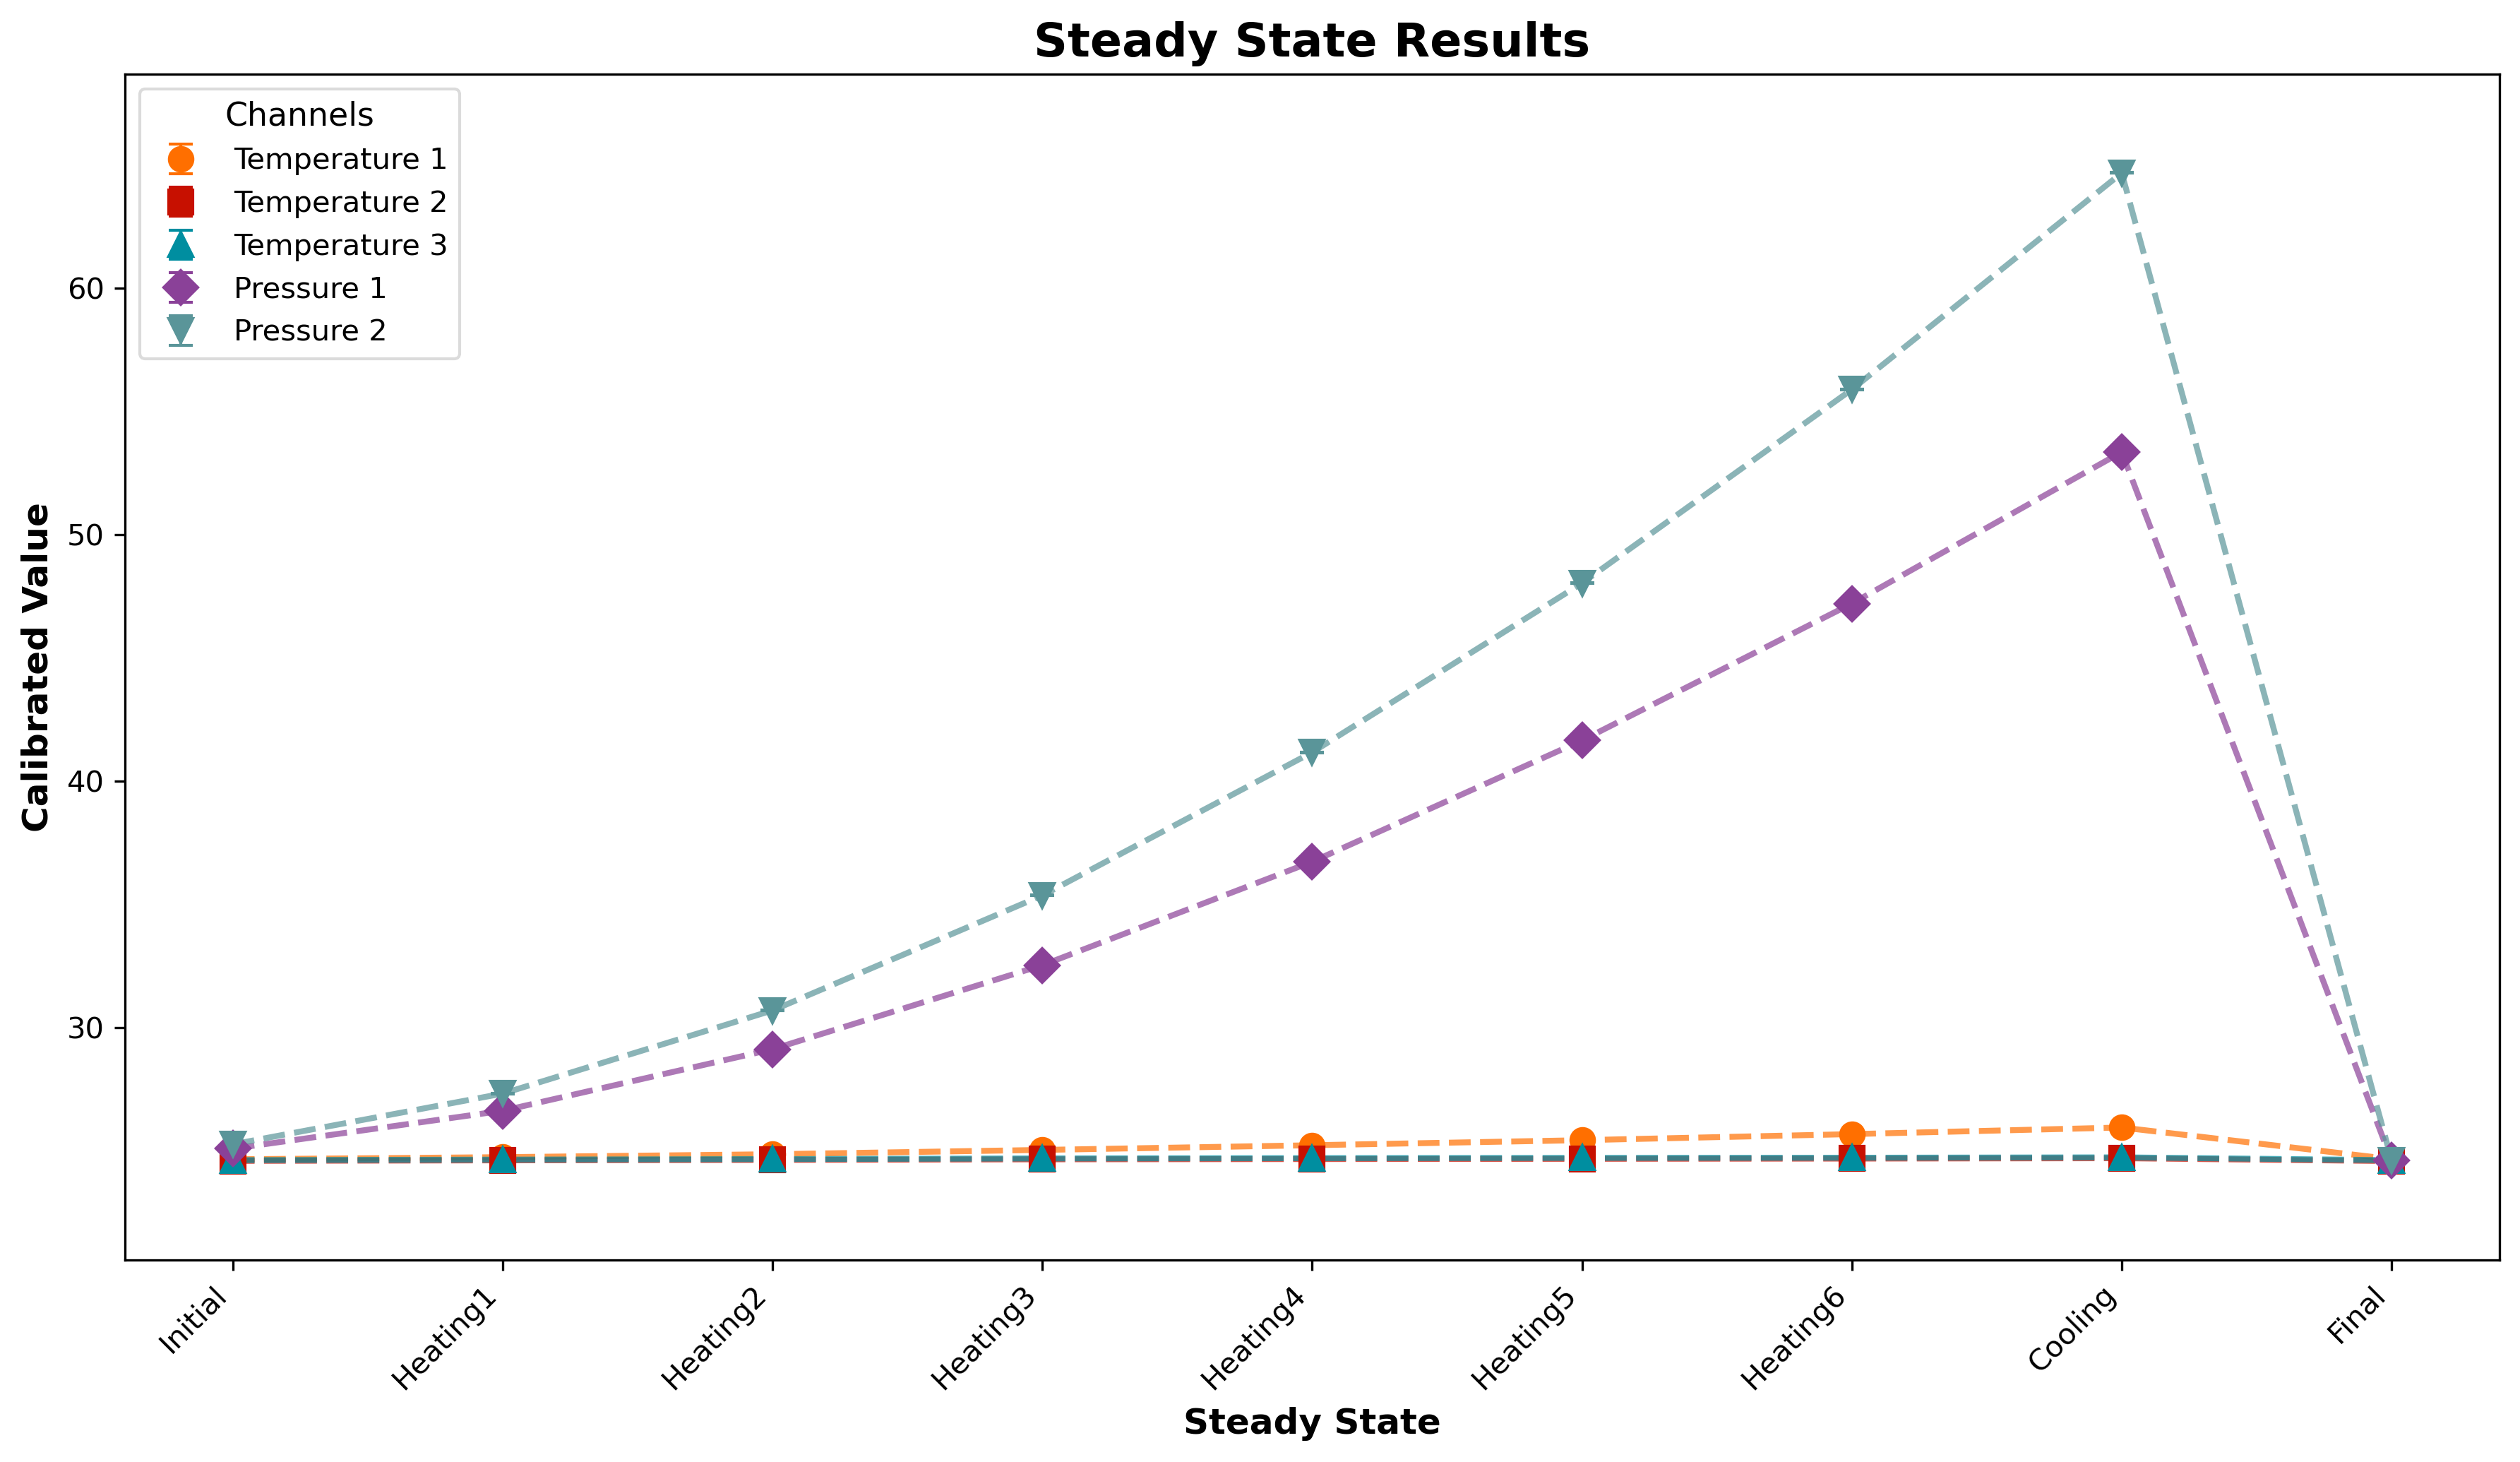 Steady State Results
Channels
Temperature 1
Temperature 2
Temperature 3
Pressure 1
Pressure 2
Calibrated Value
60
50
40
30
Initial
Heating1
Heating2
Heating3
Heating4
Heating5
Heating6
Cooling
Final
Steady State